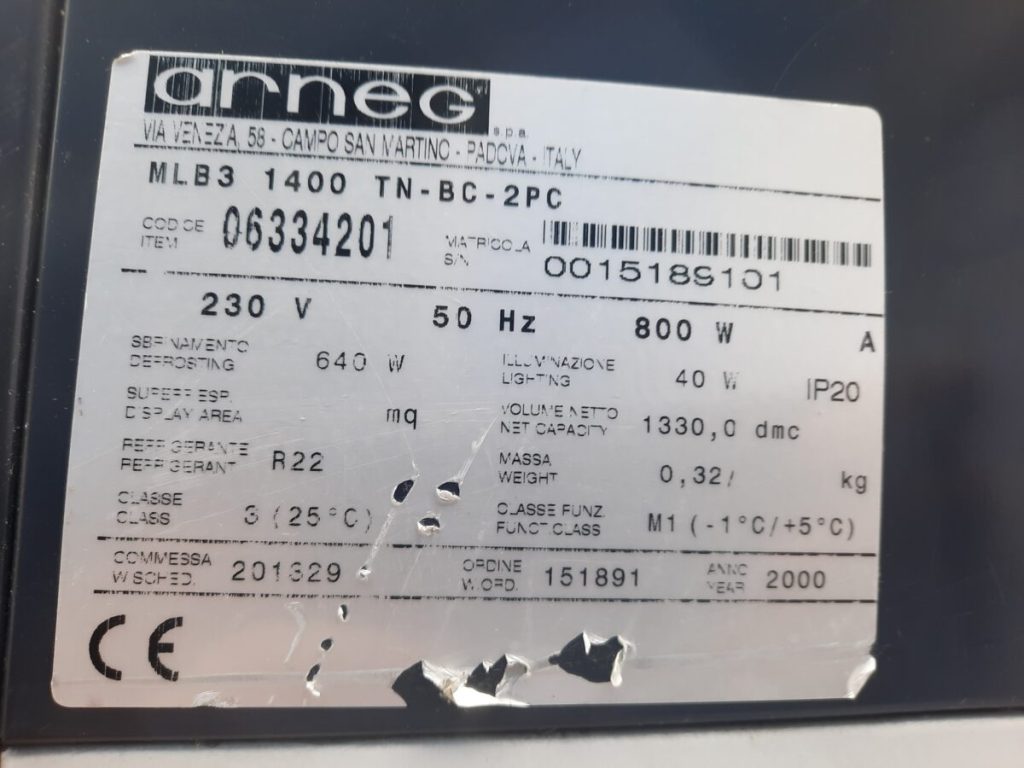 arneg s.p.a.
VIA VENEZA, 58 - CAMPO SAN MARTINO - PADOVA - ITALY
MLB3 1400 TN-BC-2PC
CODICE ITEM 06334201 MATRICOLA S/N 0015189101
230 V 50 Hz 800 W A
SBRINAMENTO DEFROSTING 640 W ILLUMINAZIONE LIGHTING 40 W IP20
SUPERF. ESP. DISPLAY AREA mq VOLUME NETTO NET CAPACITY 1330,0 dmc
REFRIGERANTE REFRIGERANT R22 MASSA WEIGHT 0,32/ kg
CLASSE CLASS 3 (25°C) CLASSE FUNZ. FUNCT.CLASS M1 (-1°C/+5°C)
COMMESSA W.SCHED. 201329 ORDINE W.ORD. 151891 ANNO YEAR 2000
CE